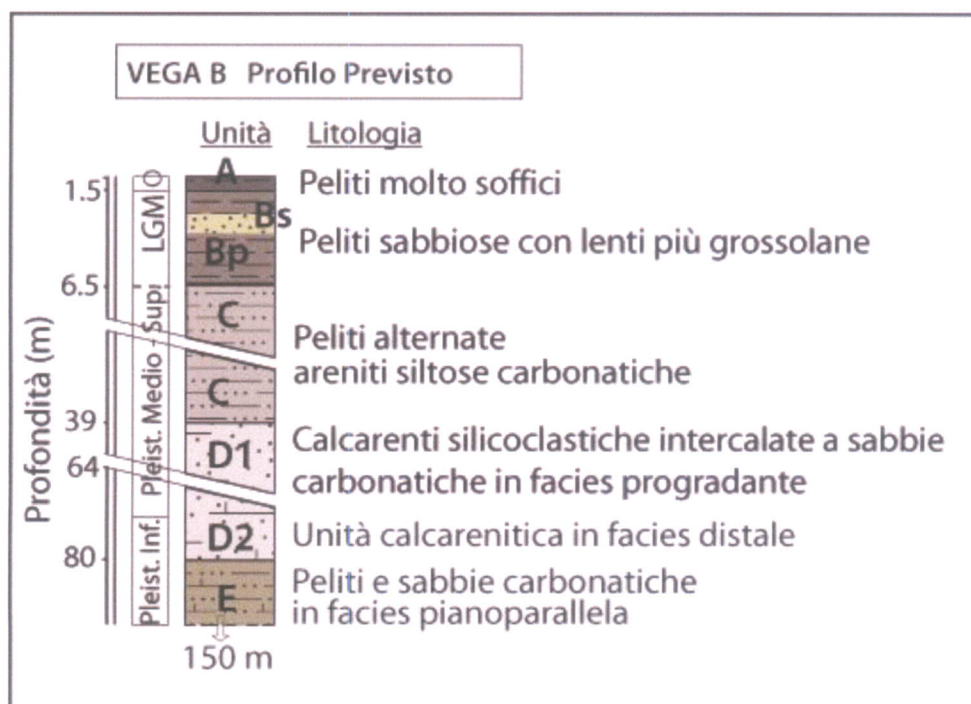 VEGA B Profilo Previsto
Unità Litologia
Profondità (m)
1.5
6.5
39
64
80
O
LGM
Pleist. Medio - Sup.
Pleist. Inf.
A
Peliti molto soffici
Bs
Bp
Peliti sabbiose con lenti più grossolane
C
Peliti alternate
areniti siltose carbonatiche
C
D1
Calcarenti silicoclastiche intercalate a sabbie
carbonatiche in facies progradante
D2
Unità calcarenitica in facies distale
E
Peliti e sabbie carbonatiche
in facies pianoparallela
150 m